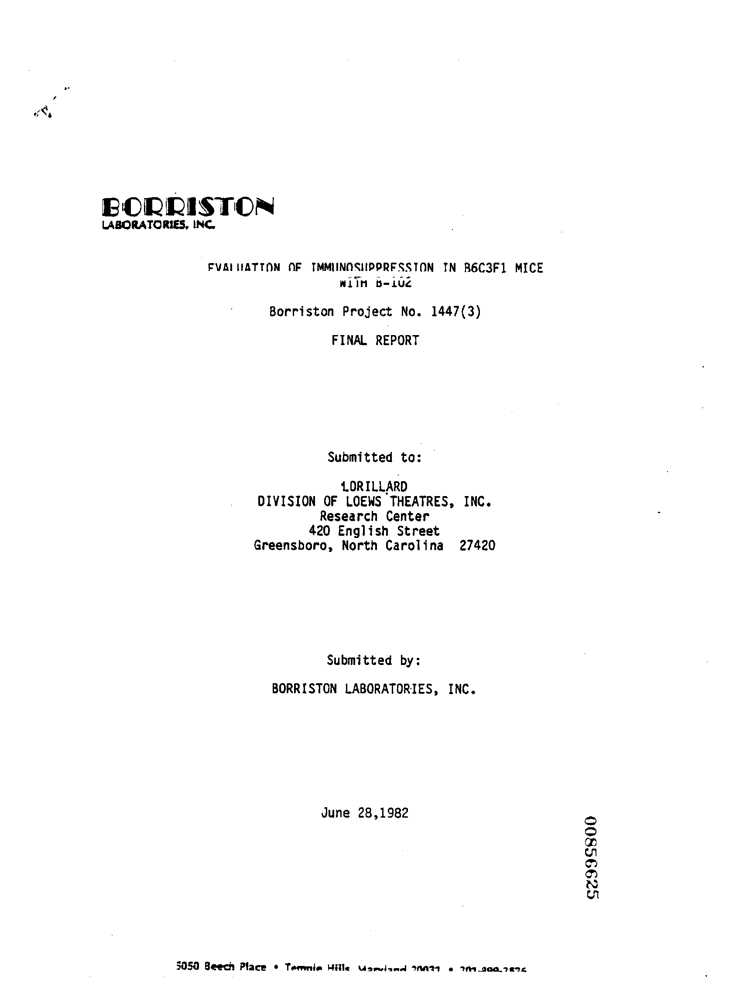 BORRISTON
LABORATORIES, INC.
EVALUATION OF IMMUNOSUPPRESSION IN B6C3F1 MICE
WITH B-102
Borriston Project No. 1447(3)
FINAL REPORT
Submitted to:
LORILLARD
DIVISION OF LOEWS THEATRES, INC.
Research Center
420 English Street
Greensboro, North Carolina 27420
Submitted by:
BORRISTON LABORATORIES, INC.
June 28,1982
00856625
5050 Beech Place • Temple Hills Maryland 20031 •